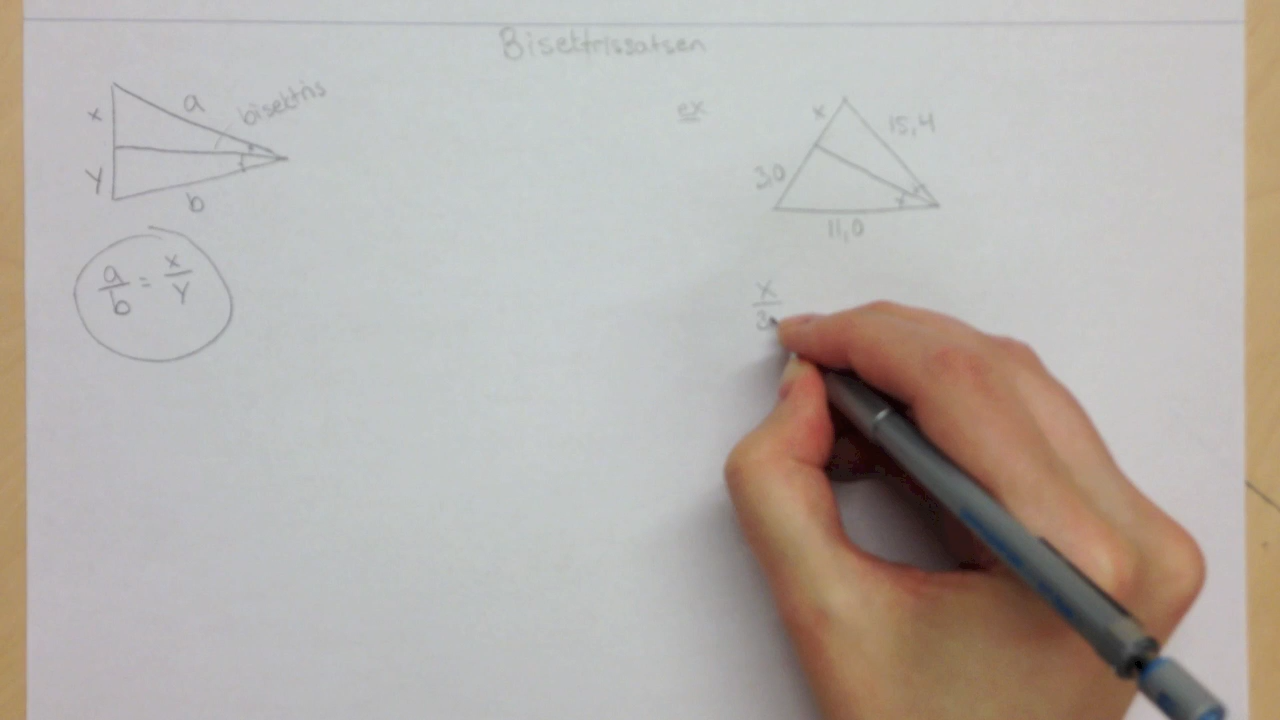 Bisektrissatsen
x
a
bisektris
y
b
a/b = x/y
ex
x
15,4
3,0
11,0
x/3